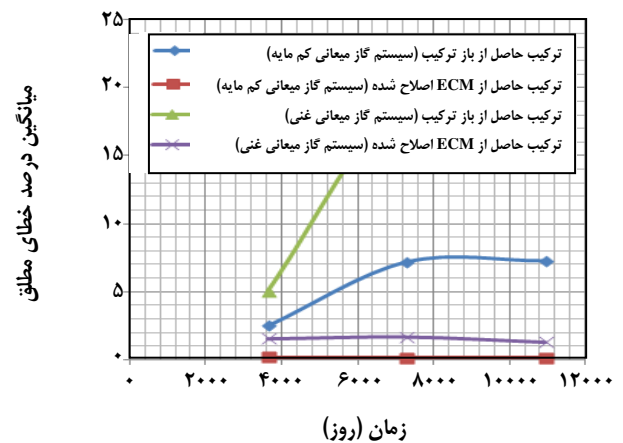 ۲۵
۲۰
۱۵
۱۰
۵
۰
میانگین درصد خطای مطلق
ترکیب حاصل از باز ترکیب (سیستم گاز میعانی کم مایه)
ترکیب حاصل از ECM اصلاح شده (سیستم گاز میعانی کم مایه)
ترکیب حاصل از باز ترکیب (سیستم گاز میعانی غنی)
ترکیب حاصل از ECM اصلاح شده (سیستم گاز میعانی غنی)
۰ ۲۰۰۰ ۴۰۰۰ ۶۰۰۰ ۸۰۰۰ ۱۰۰۰۰ ۱۲۰۰۰
زمان (روز)